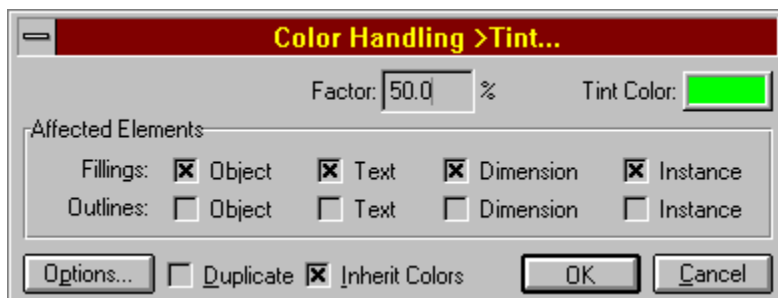 Color Handling >Tint...
Factor: 50.0 % Tint Color:
Affected Elements
Fillings: Object Text Dimension Instance
Outlines: Object Text Dimension Instance
Options... Duplicate Inherit Colors OK Cancel